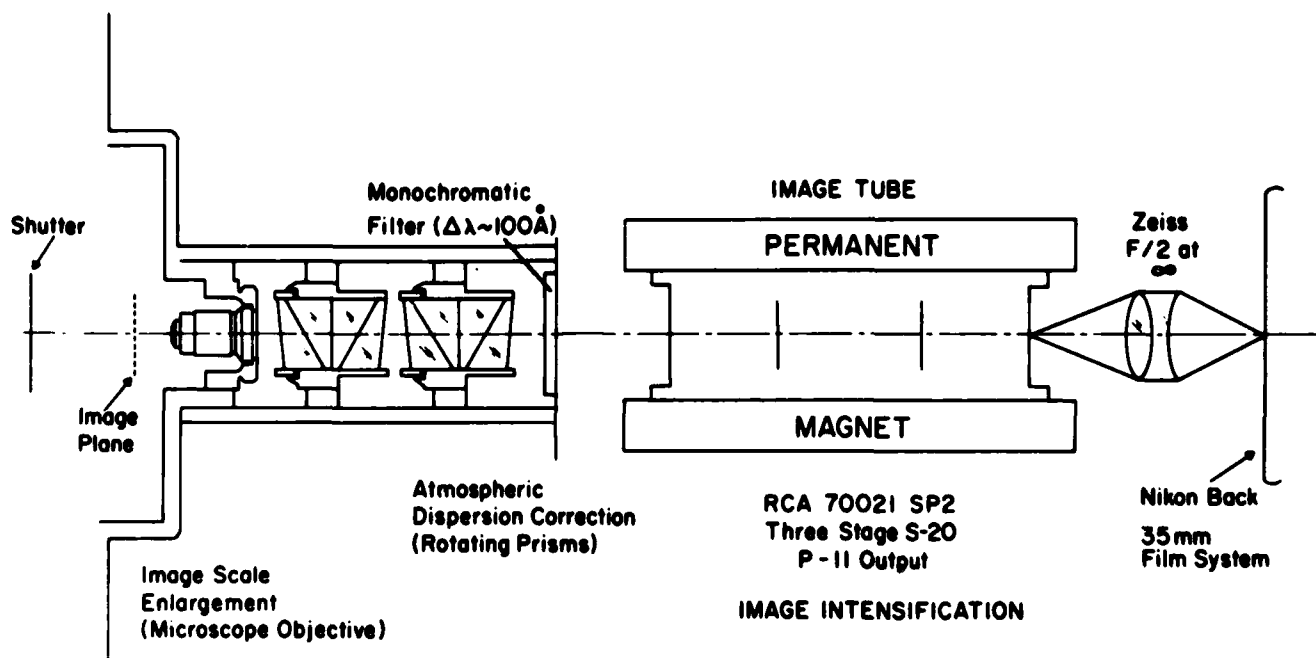 Shutter
Image
Plane
Image Scale
Enlargement
(Microscope Objective)
Monochromatic
Filter (Δλ~100Å)
Atmospheric
Dispersion Correction
(Rotating Prisms)
IMAGE TUBE
PERMANENT
MAGNET
RCA 70021 SP2
Three Stage S-20
P-11 Output
IMAGE INTENSIFICATION
Zeiss
F/2 at
∞
Nikon Back
35mm
Film System